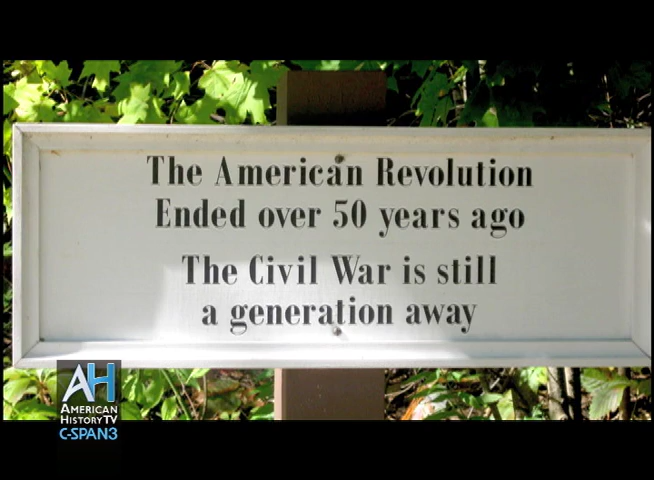 The American Revolution
Ended over 50 years ago
The Civil War is still
a generation away
AH
AMERICAN
HISTORY TV
C-SPAN3